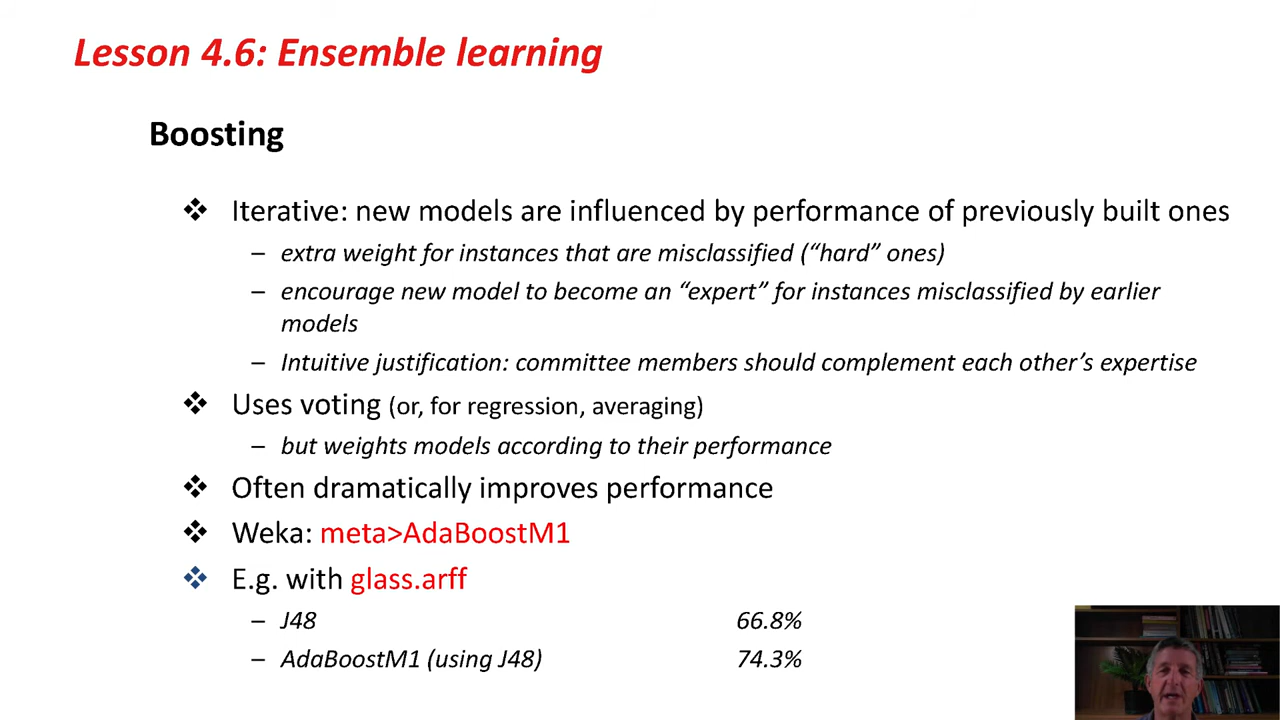 Lesson 4.6: Ensemble learning
Boosting
❖ Iterative: new models are influenced by performance of previously built ones
– extra weight for instances that are misclassified (“hard” ones)
– encourage new model to become an “expert” for instances misclassified by earlier
models
– Intuitive justification: committee members should complement each other’s expertise
❖ Uses voting (or, for regression, averaging)
– but weights models according to their performance
❖ Often dramatically improves performance
❖ Weka: meta>AdaBoostM1
❖ E.g. with glass.arff
– J48 66.8%
– AdaBoostM1 (using J48) 74.3%